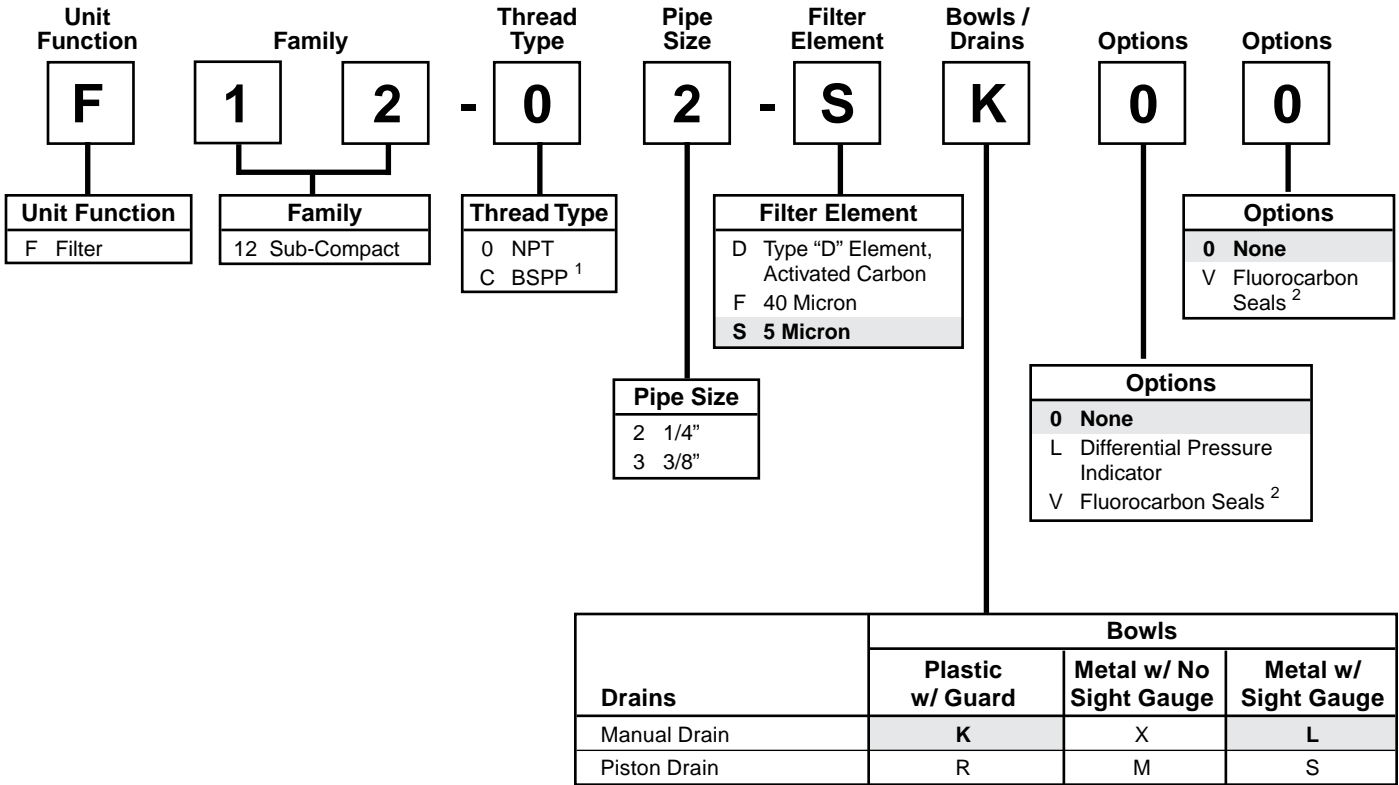 Unit Function
Family
Thread Type
Pipe Size
Filter Element
Bowls / Drains
Options
Options
F 1 2 - 0 2 - S K 0 0
Unit Function
F Filter
Family
12 Sub-Compact
Thread Type
0 NPT
C BSPP 1
Filter Element
D Type “D” Element,
Activated Carbon
F 40 Micron
S 5 Micron
Options
0 None
V Fluorocarbon
Seals 2
Pipe Size
2 1/4”
3 3/8”
Options
0 None
L Differential Pressure
Indicator
V Fluorocarbon Seals 2
Bowls
Drains
Plastic w/ Guard
Metal w/ No Sight Gauge
Metal w/ Sight Gauge
Manual Drain K X L
Piston Drain R M S